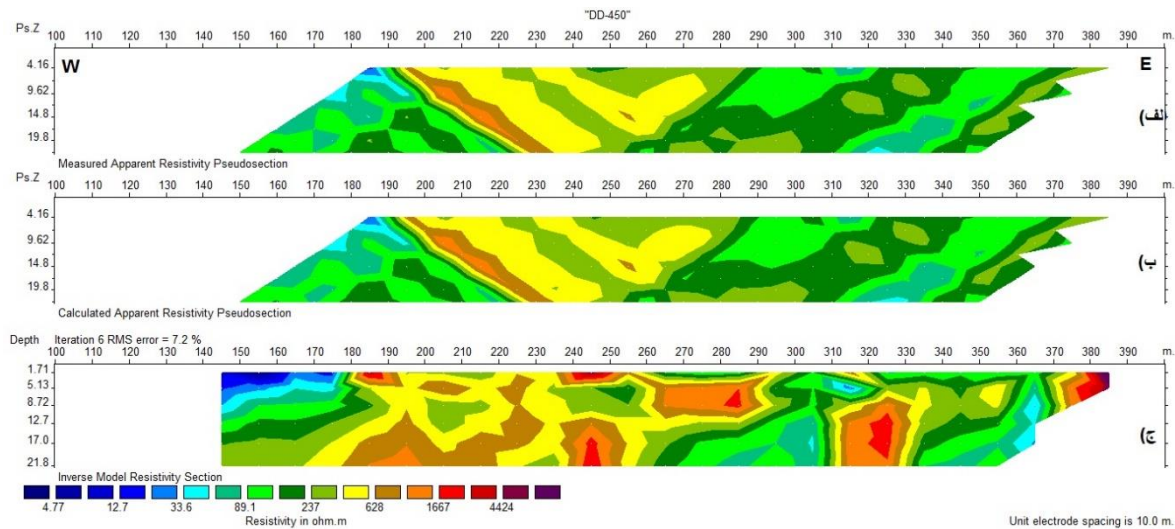 "DD-450"
Ps.Z 100 110 120 130 140 150 160 170 180 190 200 210 220 230 240 250 260 270 280 290 300 310 320 330 340 350 360 370 380 390 m.
W E
4.16
9.62
14.8
19.8
الف)
Measured Apparent Resistivity Pseudosection
Ps.Z 100 110 120 130 140 150 160 170 180 190 200 210 220 230 240 250 260 270 280 290 300 310 320 330 340 350 360 370 380 390 m.
4.16
9.62
14.8
19.8
ب)
Calculated Apparent Resistivity Pseudosection
Depth Iteration 6 RMS error = 7.2 %
100 110 120 130 140 150 160 170 180 190 200 210 220 230 240 250 260 270 280 290 300 310 320 330 340 350 360 370 380 390 m.
1.71
5.13
8.72
12.7
17.0
21.8
ج)
Inverse Model Resistivity Section
4.77 12.7 33.6 89.1 237 628 1667 4424
Resistivity in ohm.m
Unit electrode spacing is 10.0 m.